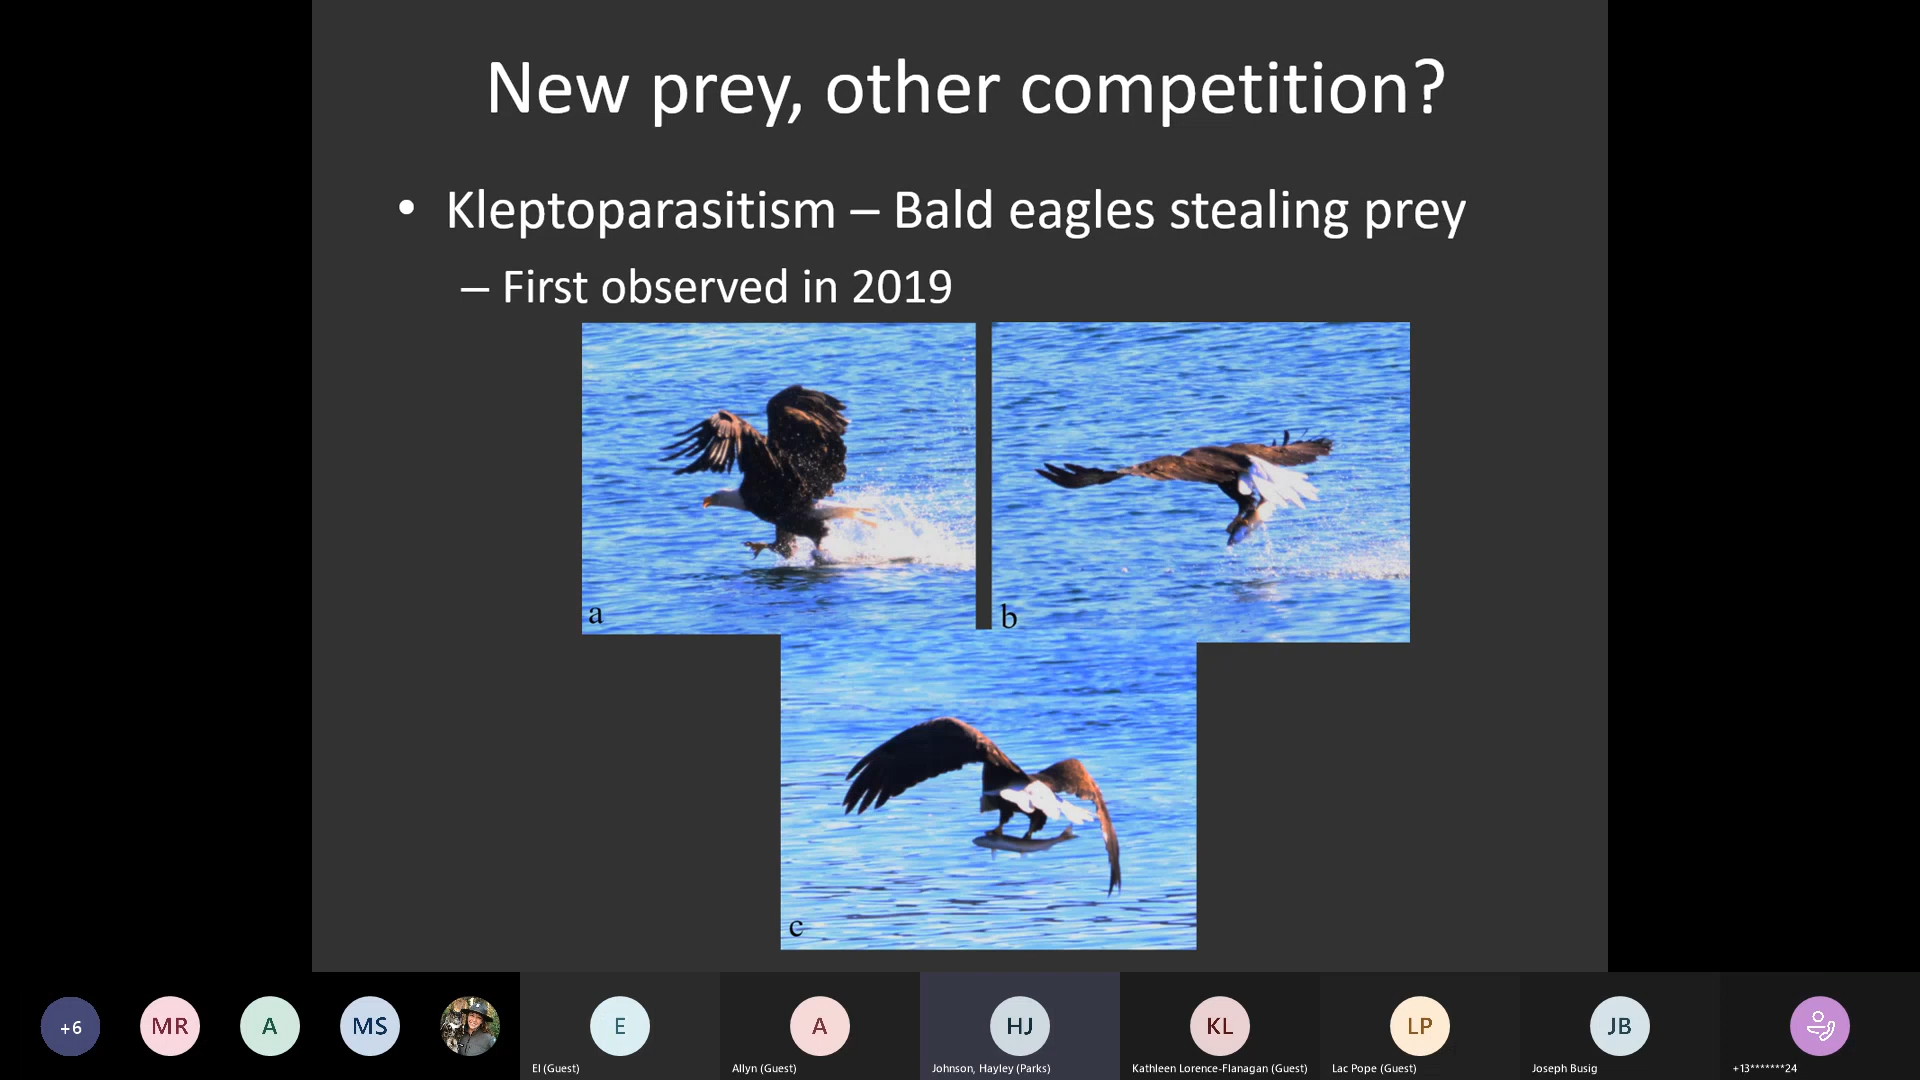 New prey, other competition?
• Kleptoparasitism – Bald eagles stealing prey
– First observed in 2019
a
b
c
+6
MR
A
MS
E
A
HJ
KL
LP
JB
El (Guest)
Allyn (Guest)
Johnson, Hayley (Parks)
Kathleen Lorence-Flanagan (Guest)
Lac Pope (Guest)
Joseph Busig
+13*******24